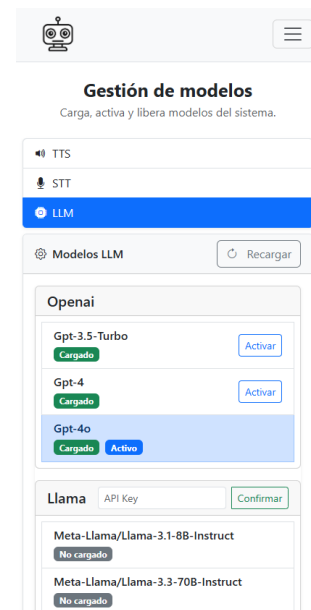 Gestión de modelos
Carga, activa y libera modelos del sistema.
TTS
STT
LLM
Modelos LLM
Recargar
Openai
Gpt-3.5-Turbo
Cargado
Activar
Gpt-4
Cargado
Activar
Gpt-4o
Cargado Activo
Llama API Key Confirmar
Meta-Llama/Llama-3.1-8B-Instruct
No cargado
Meta-Llama/Llama-3.3-70B-Instruct
No cargado